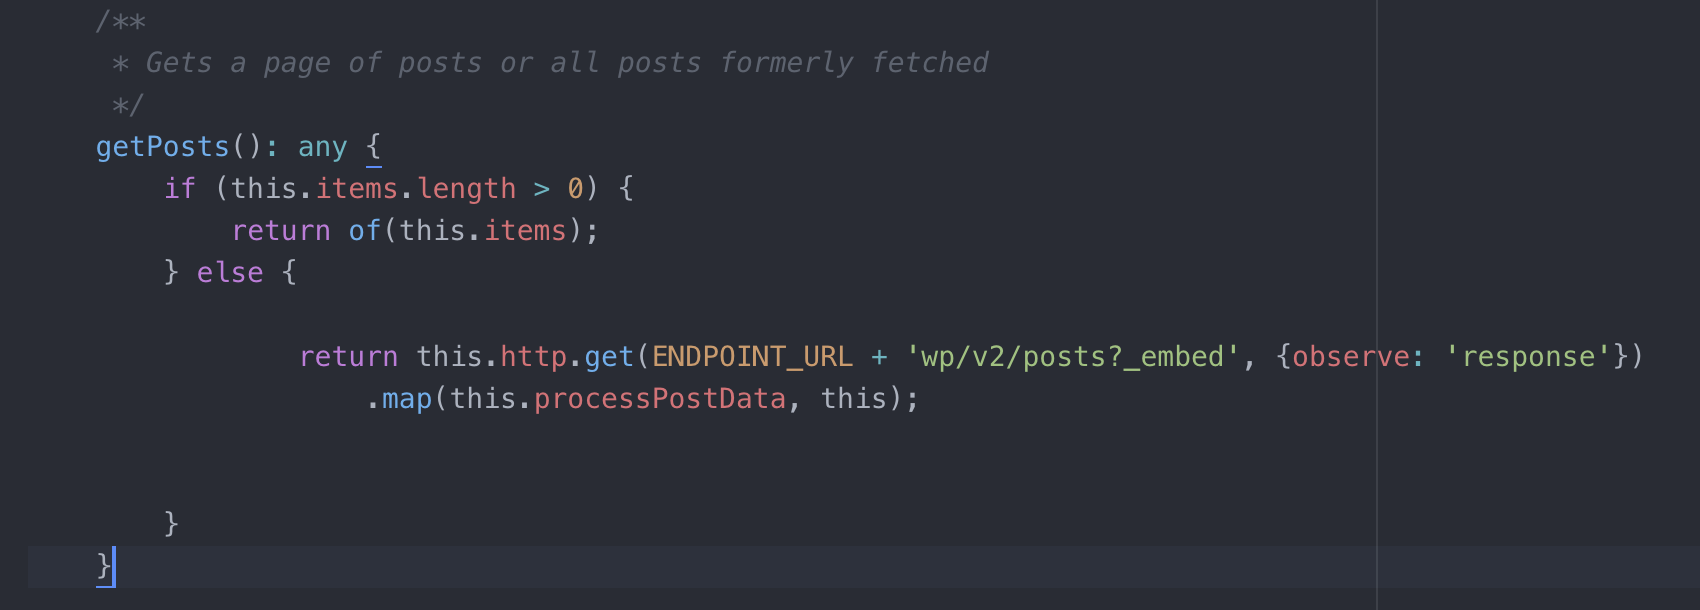 /**
 * Gets a page of posts or all posts formerly fetched
 */
getPosts(): any {
    if (this.items.length > 0) {
        return of(this.items);
    } else {
            return this.http.get(ENDPOINT_URL + 'wp/v2/posts?_embed', {observe: 'response'})
                .map(this.processPostData, this);
    }
}